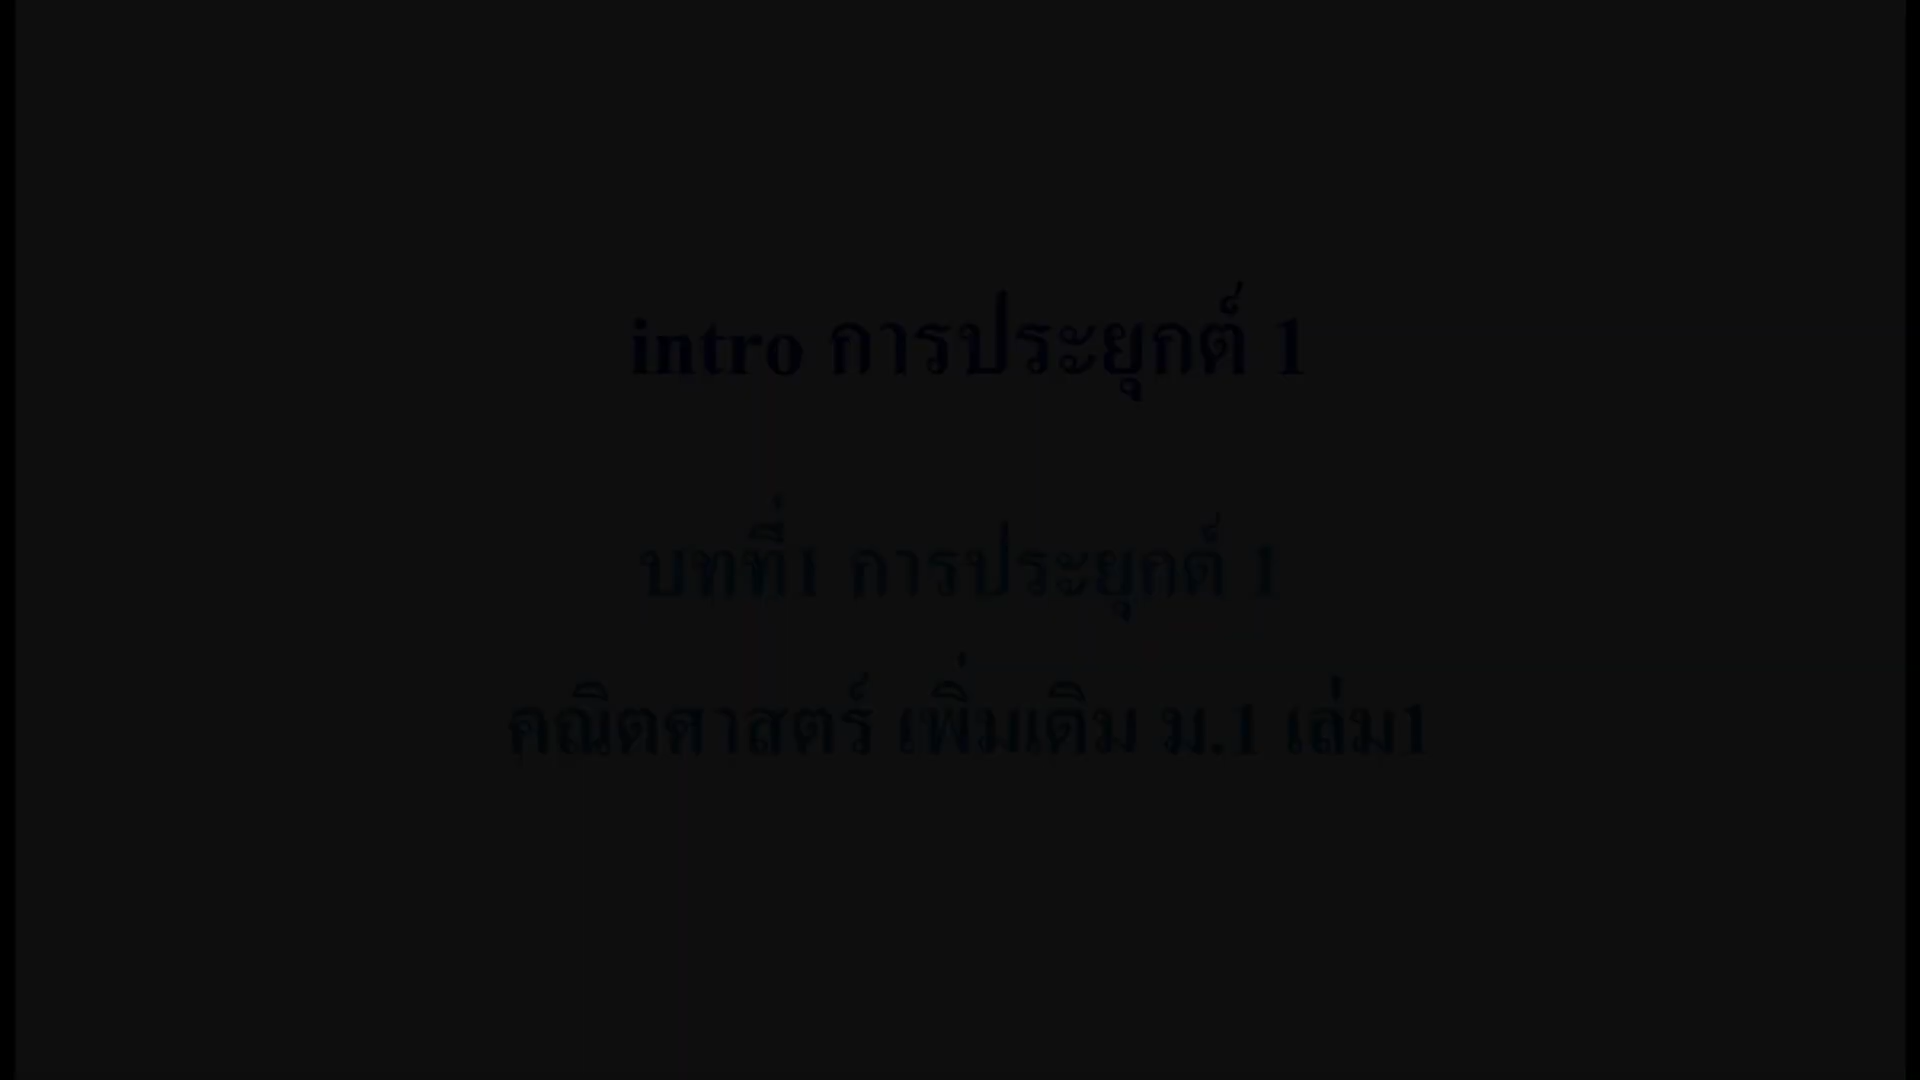 intro การประยุกต์ 1
บทที่1 การประยุกต์ 1
คณิตศาสตร์ เพิ่มเติม ม.1 เล่ม1